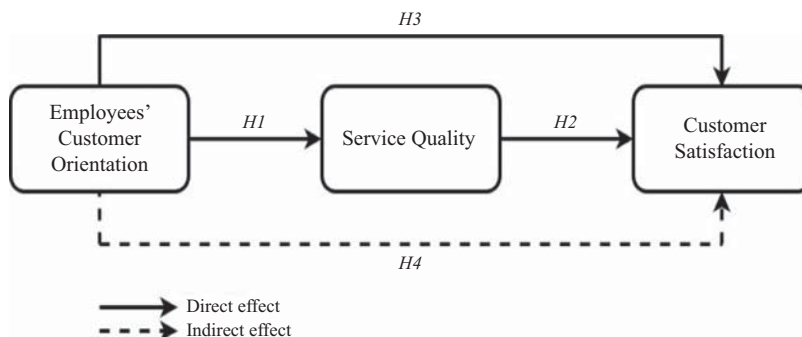 H3
Employees’
Customer
Orientation
H1
Service Quality
H2
Customer
Satisfaction
H4
Direct effect
Indirect effect